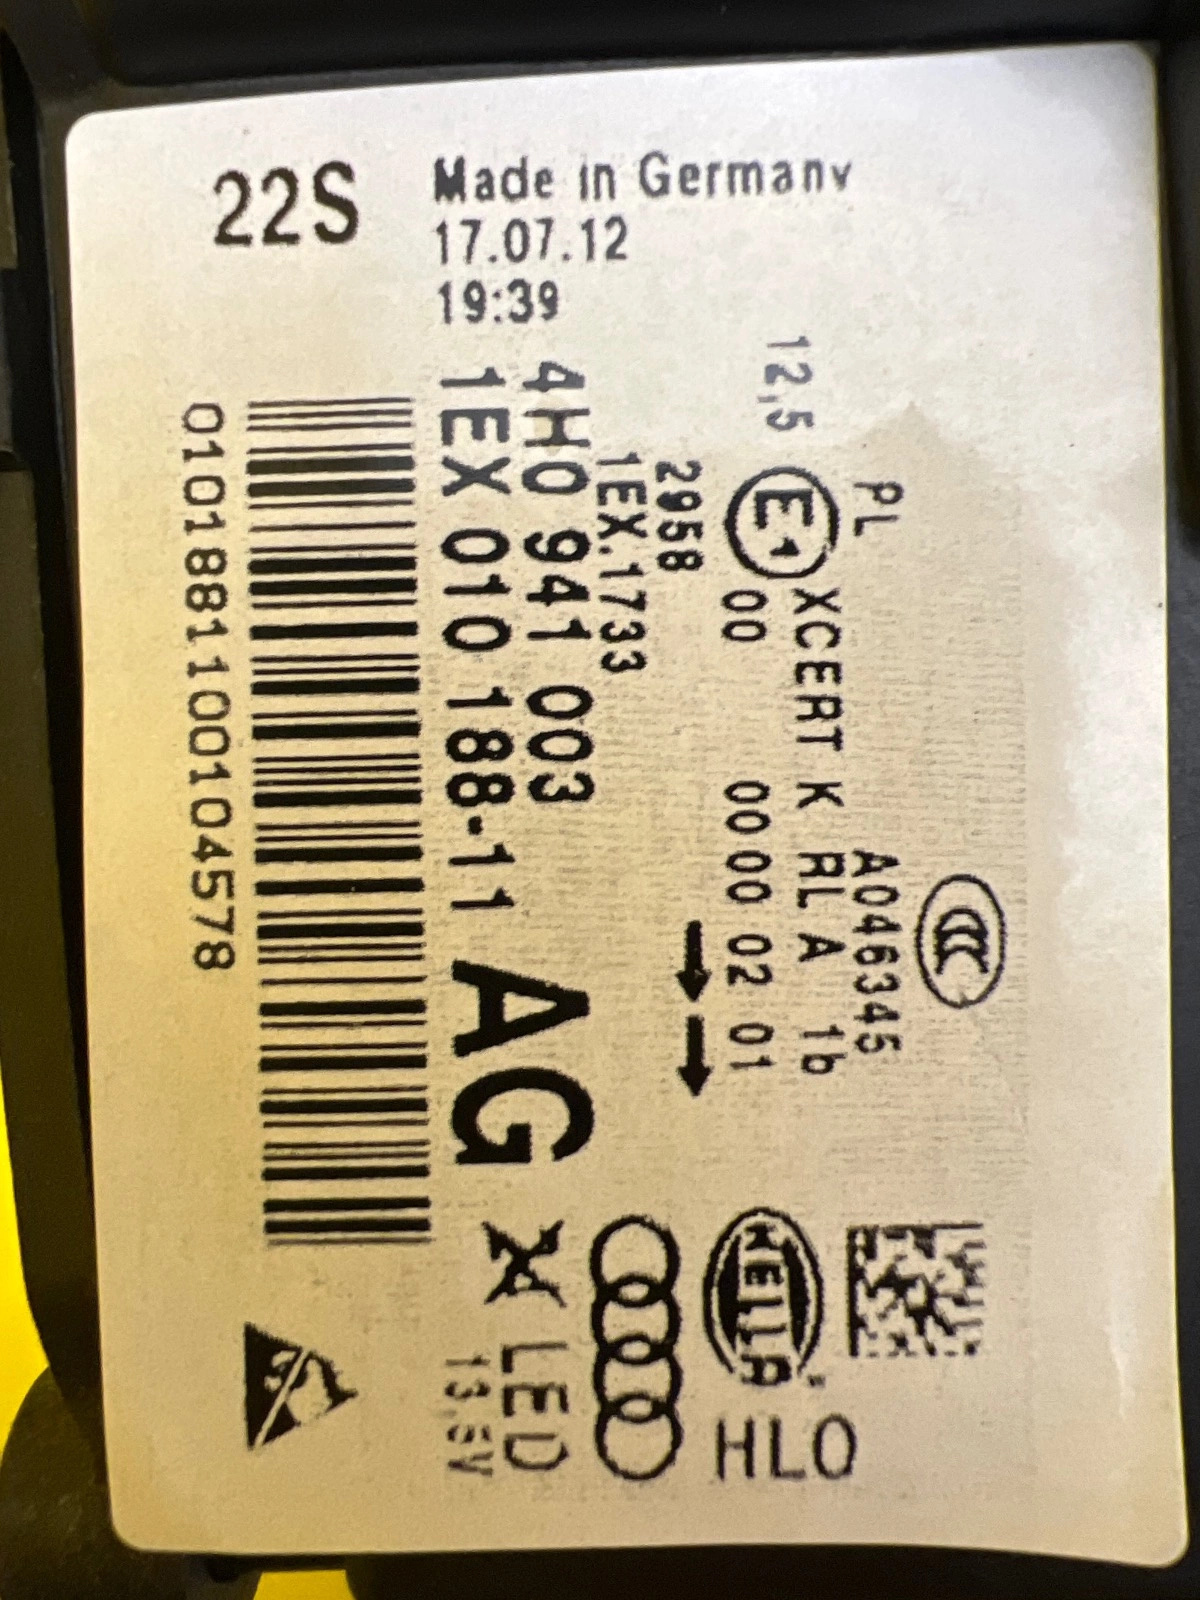 22S
Made in Germany
17.07.12
19:39
A046345
PL
12,5 E1 XCERT K RL A 1b
00 00 00 02 01
2958
1EX.1733
4H0 941 003
1EX 010 188-11 AG
0101881100104578
HELLA
HLO
LED
13,5V